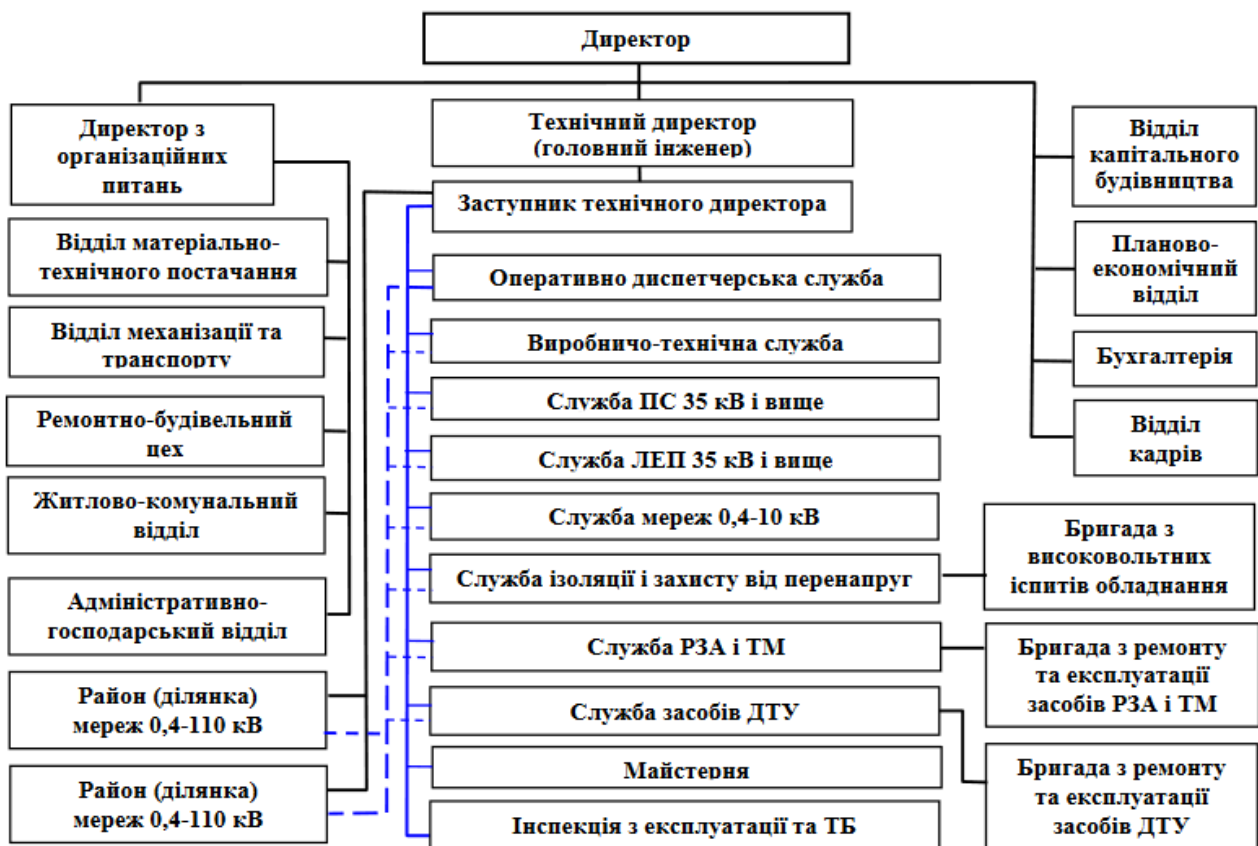 Директор
Директор з
організаційних
питань
Відділ матеріально-
технічного постачання
Відділ механізації та
транспорту
Ремонтно-будівельний
цех
Житлово-комунальний
відділ
Адміністративно-
господарський відділ
Район (ділянка)
мереж 0,4-110 кВ
Район (ділянка)
мереж 0,4-110 кВ
Технічний директор
(головний інженер)
Заступник технічного директора
Оперативно диспетчерська служба
Виробничо-технічна служба
Служба ПС 35 кВ і вище
Служба ЛЕП 35 кВ і вище
Служба мереж 0,4-10 кВ
Служба ізоляції і захисту від перенапруг
Служба РЗА і ТМ
Служба засобів ДТУ
Майстерня
Інспекція з експлуатації та ТБ
Відділ
капітального
будівництва
Планово-
економічний
відділ
Бухгалтерія
Відділ
кадрів
Бригада з
високовольтних
іспитів обладнання
Бригада з ремонту
та експлуатації
засобів РЗА і ТМ
Бригада з ремонту
та експлуатації
засобів ДТУ